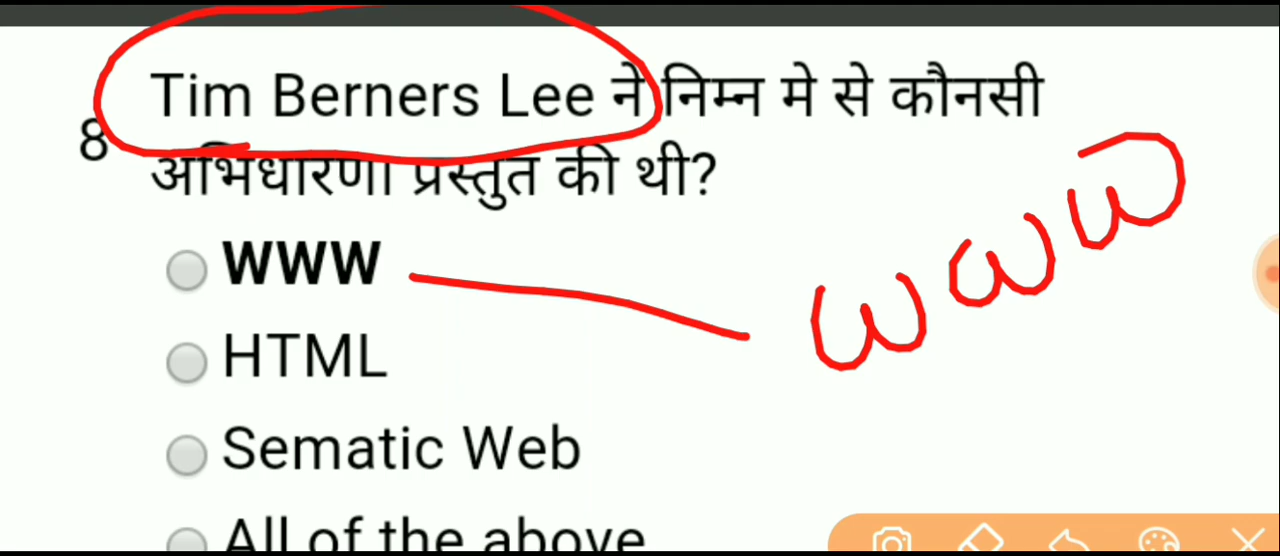 8 Tim Berners Lee ने निम्न मे से कौनसी
अभिधारणा प्रस्तुत की थी?
WWW
HTML
Sematic Web
All of the above
www